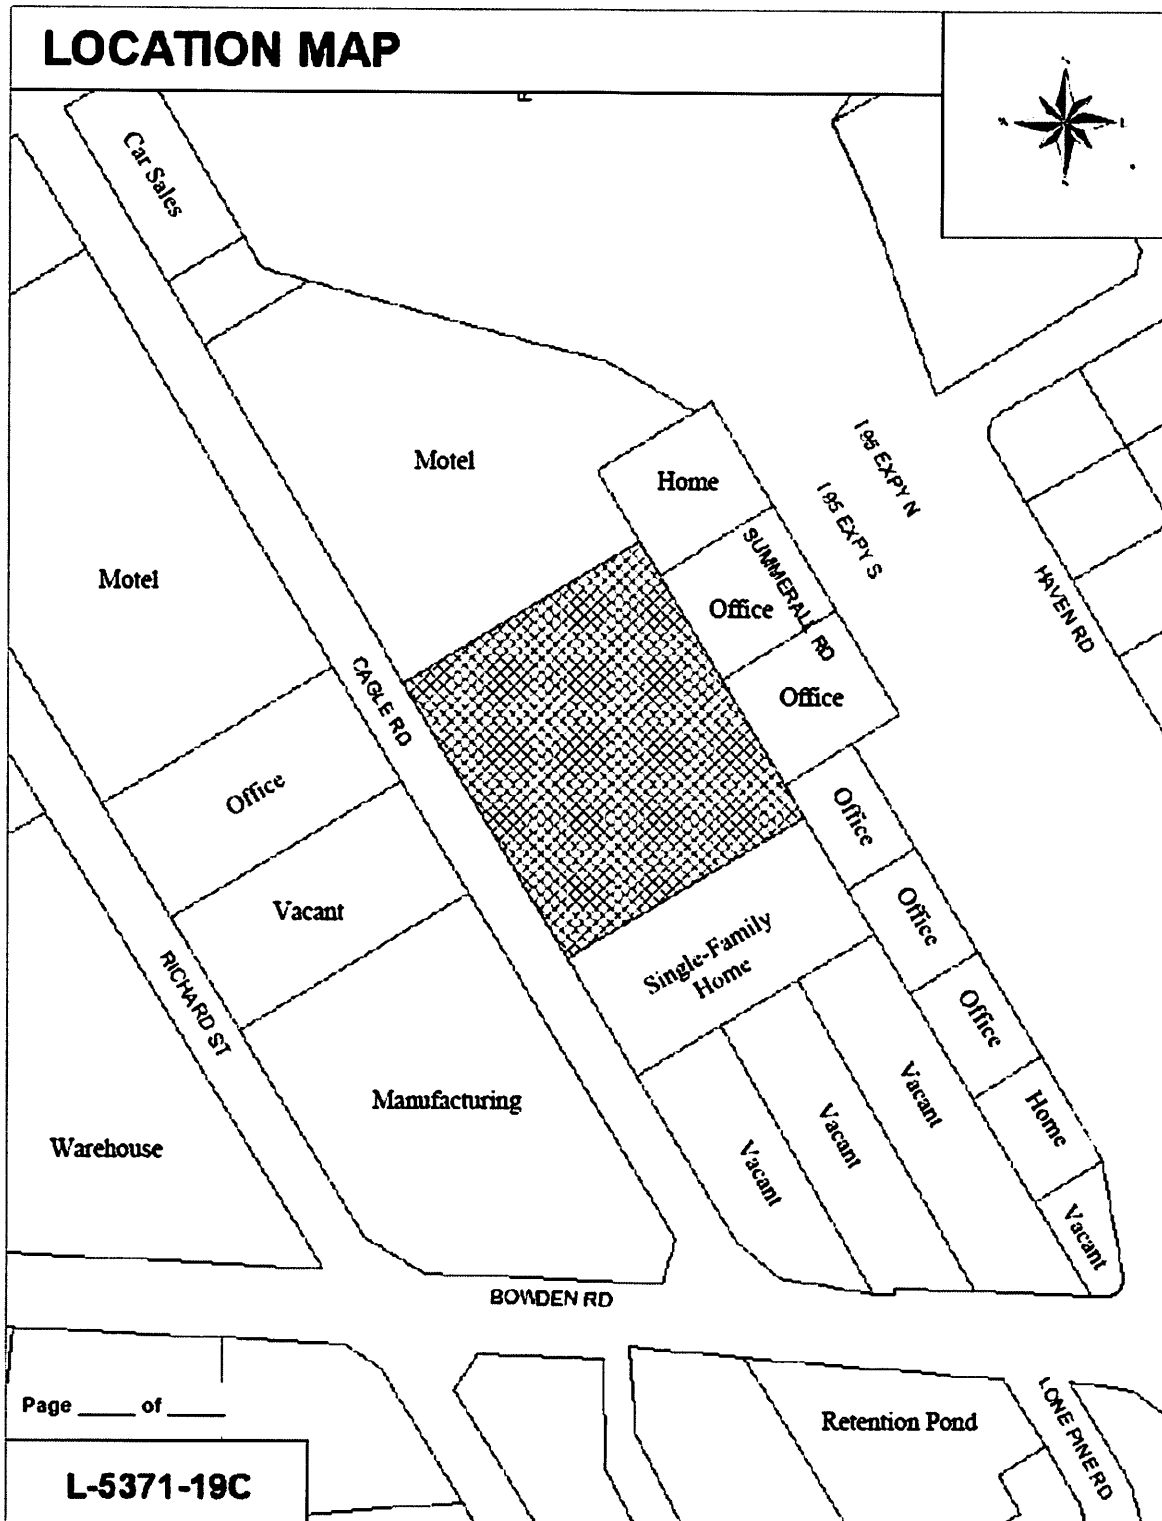 LOCATION MAP
Car Sales
Motel
Home
I 95 EXPY N
I 95 EXPY S
SUMMERALL RD
Motel
Office
HAVEN RD
Office
CAGLE RD
Office
Office
Vacant
Office
Single-Family
Home
RICHARD ST
Office
Manufacturing
Vacant
Vacant
Vacant
Home
Warehouse
Vacant
BOWDEN RD
Page ____ of ____
Retention Pond
LONE PINE RD
L-5371-19C